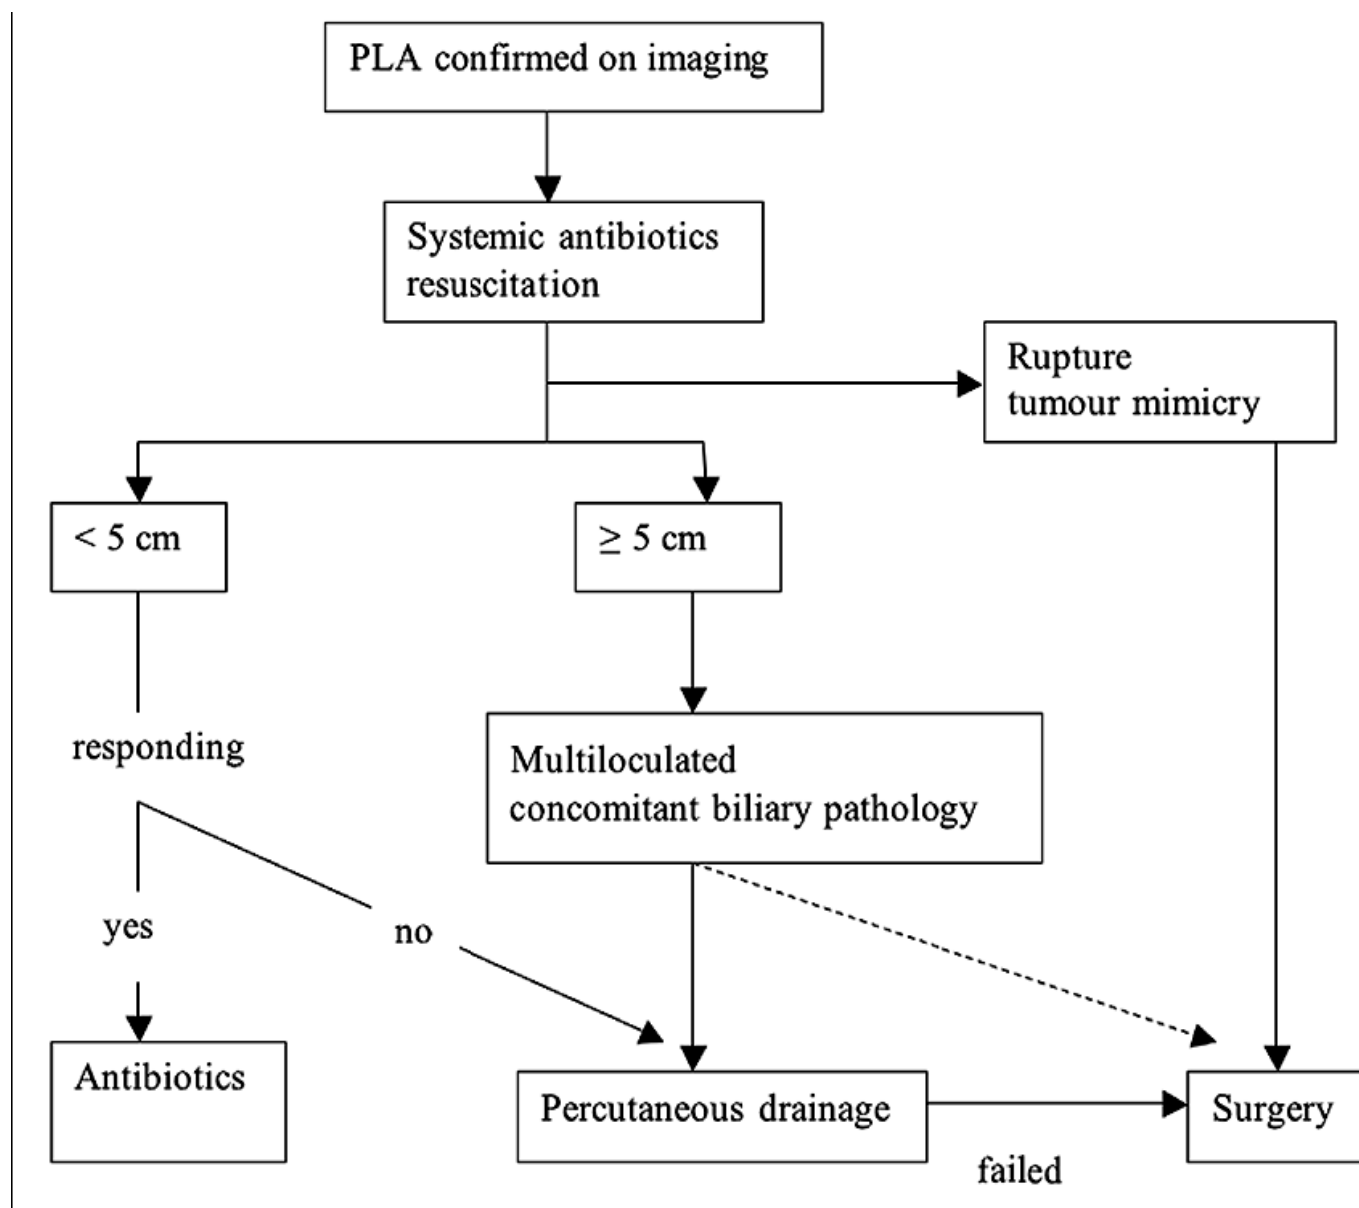 PLA confirmed on imaging
Systemic antibiotics
resuscitation
Rupture
tumour mimicry
< 5 cm
≥ 5 cm
responding
Multiloculated
concomitant biliary pathology
yes
no
Antibiotics
Percutaneous drainage
Surgery
failed